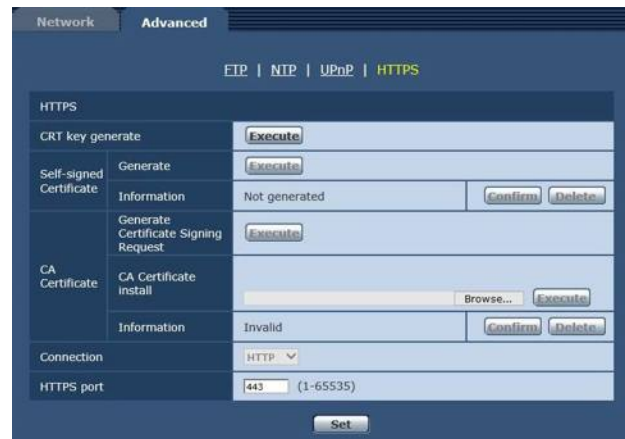 Network Advanced
FTP | NTP | UPnP | HTTPS
HTTPS
CRT key generate Execute
Self-signed Certificate
Generate Execute
Information Not generated Confirm Delete
CA Certificate
Generate Certificate Signing Request Execute
CA Certificate install Browse... Execute
Information Invalid Confirm Delete
Connection HTTP
HTTPS port 443 (1-65535)
Set